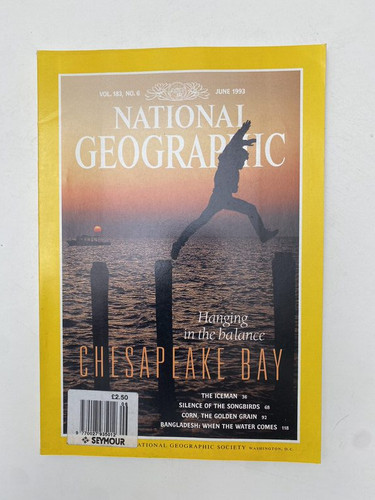 VOL. 183, NO. 6 JUNE 1993
NATIONAL
GEOGRAPHIC
Hanging
in the balance
CHESAPEAKE BAY
THE ICEMAN 36
SILENCE OF THE SONGBIRDS 68
CORN, THE GOLDEN GRAIN 92
BANGLADESH: WHEN THE WATER COMES 118
£2.50
SEYMOUR
NATIONAL GEOGRAPHIC SOCIETY WASHINGTON, D.C.